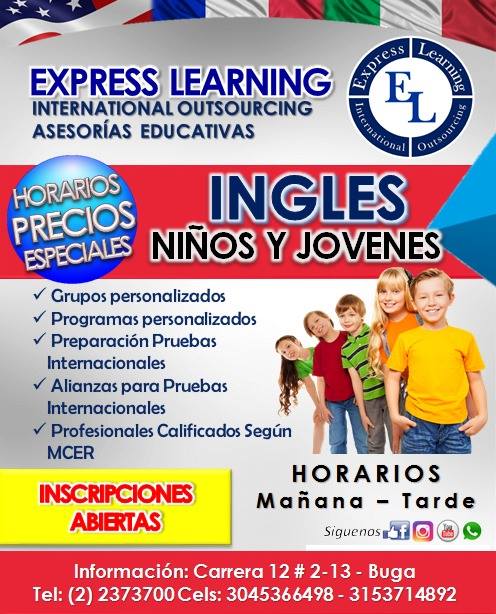 EXPRESS LEARNING
INTERNATIONAL OUTSOURCING
ASESORÍAS EDUCATIVAS
Express Learning
EL
International Outsourcing
HORARIOS
PRECIOS
ESPECIALES
INGLES
NIÑOS Y JOVENES
✓ Grupos personalizados
✓ Programas personalizados
✓ Preparación Pruebas
Internacionales
✓ Alianzas para Pruebas
Internacionales
✓ Profesionales Calificados Según
MCER
INSCRIPCIONES
ABIERTAS
HORARIOS
Mañana – Tarde
Siguenos
Información: Carrera 12 # 2-13 - Buga
Tel: (2) 2373700 Cels: 3045366498 - 3153714892